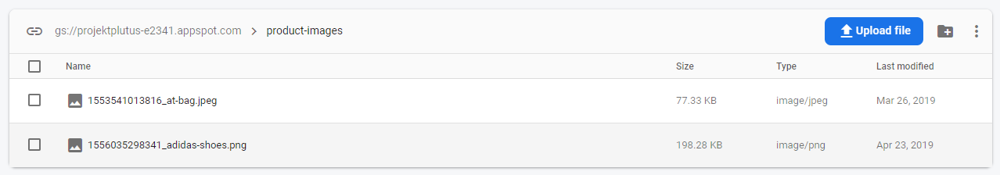 gs://projektplutus-e2341.appspot.com > product-images Upload file
Name Size Type Last modified
1553541013816_at-bag.jpeg 77.33 KB image/jpeg Mar 26, 2019
1556035298341_adidas-shoes.png 198.28 KB image/png Apr 23, 2019